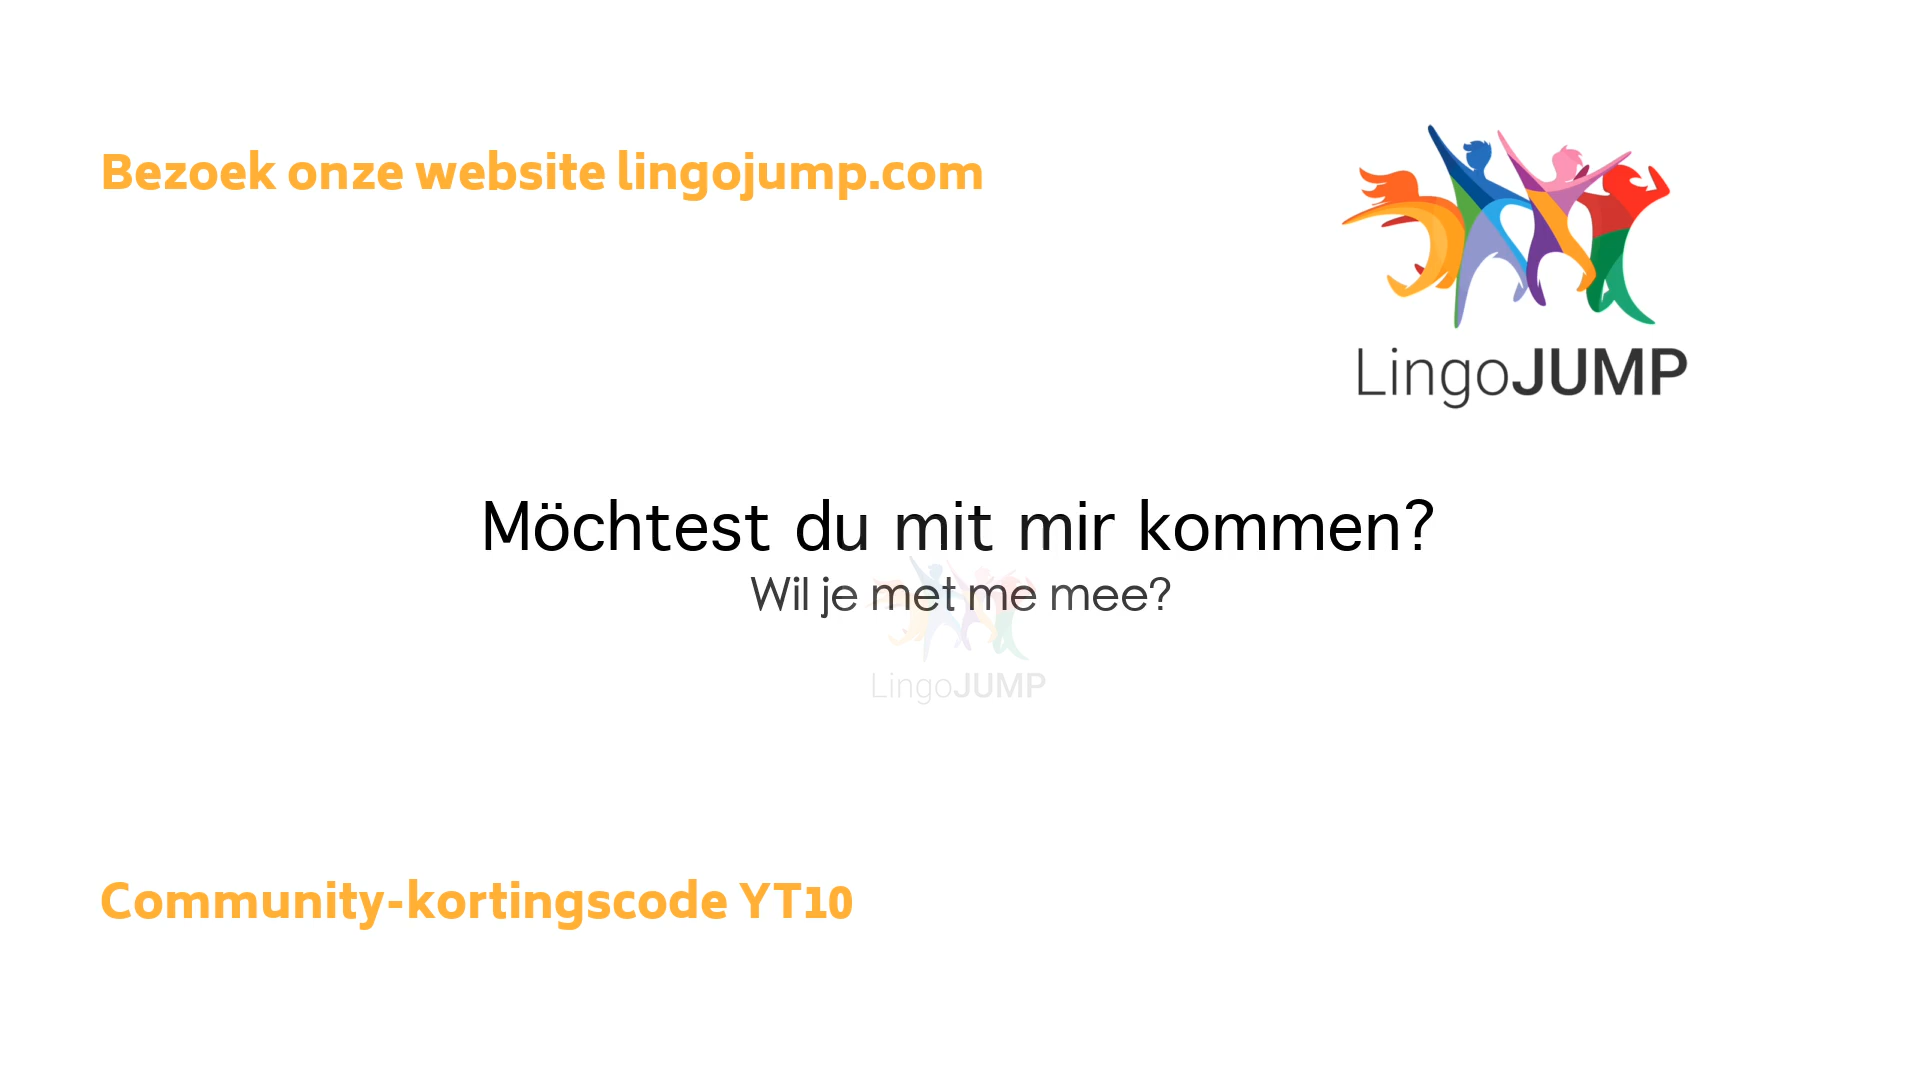 Bezoek onze website lingojump.com
LingoJUMP
Möchtest du mit mir kommen?
Wil je met me mee?
LingoJUMP
Community-kortingscode YT10